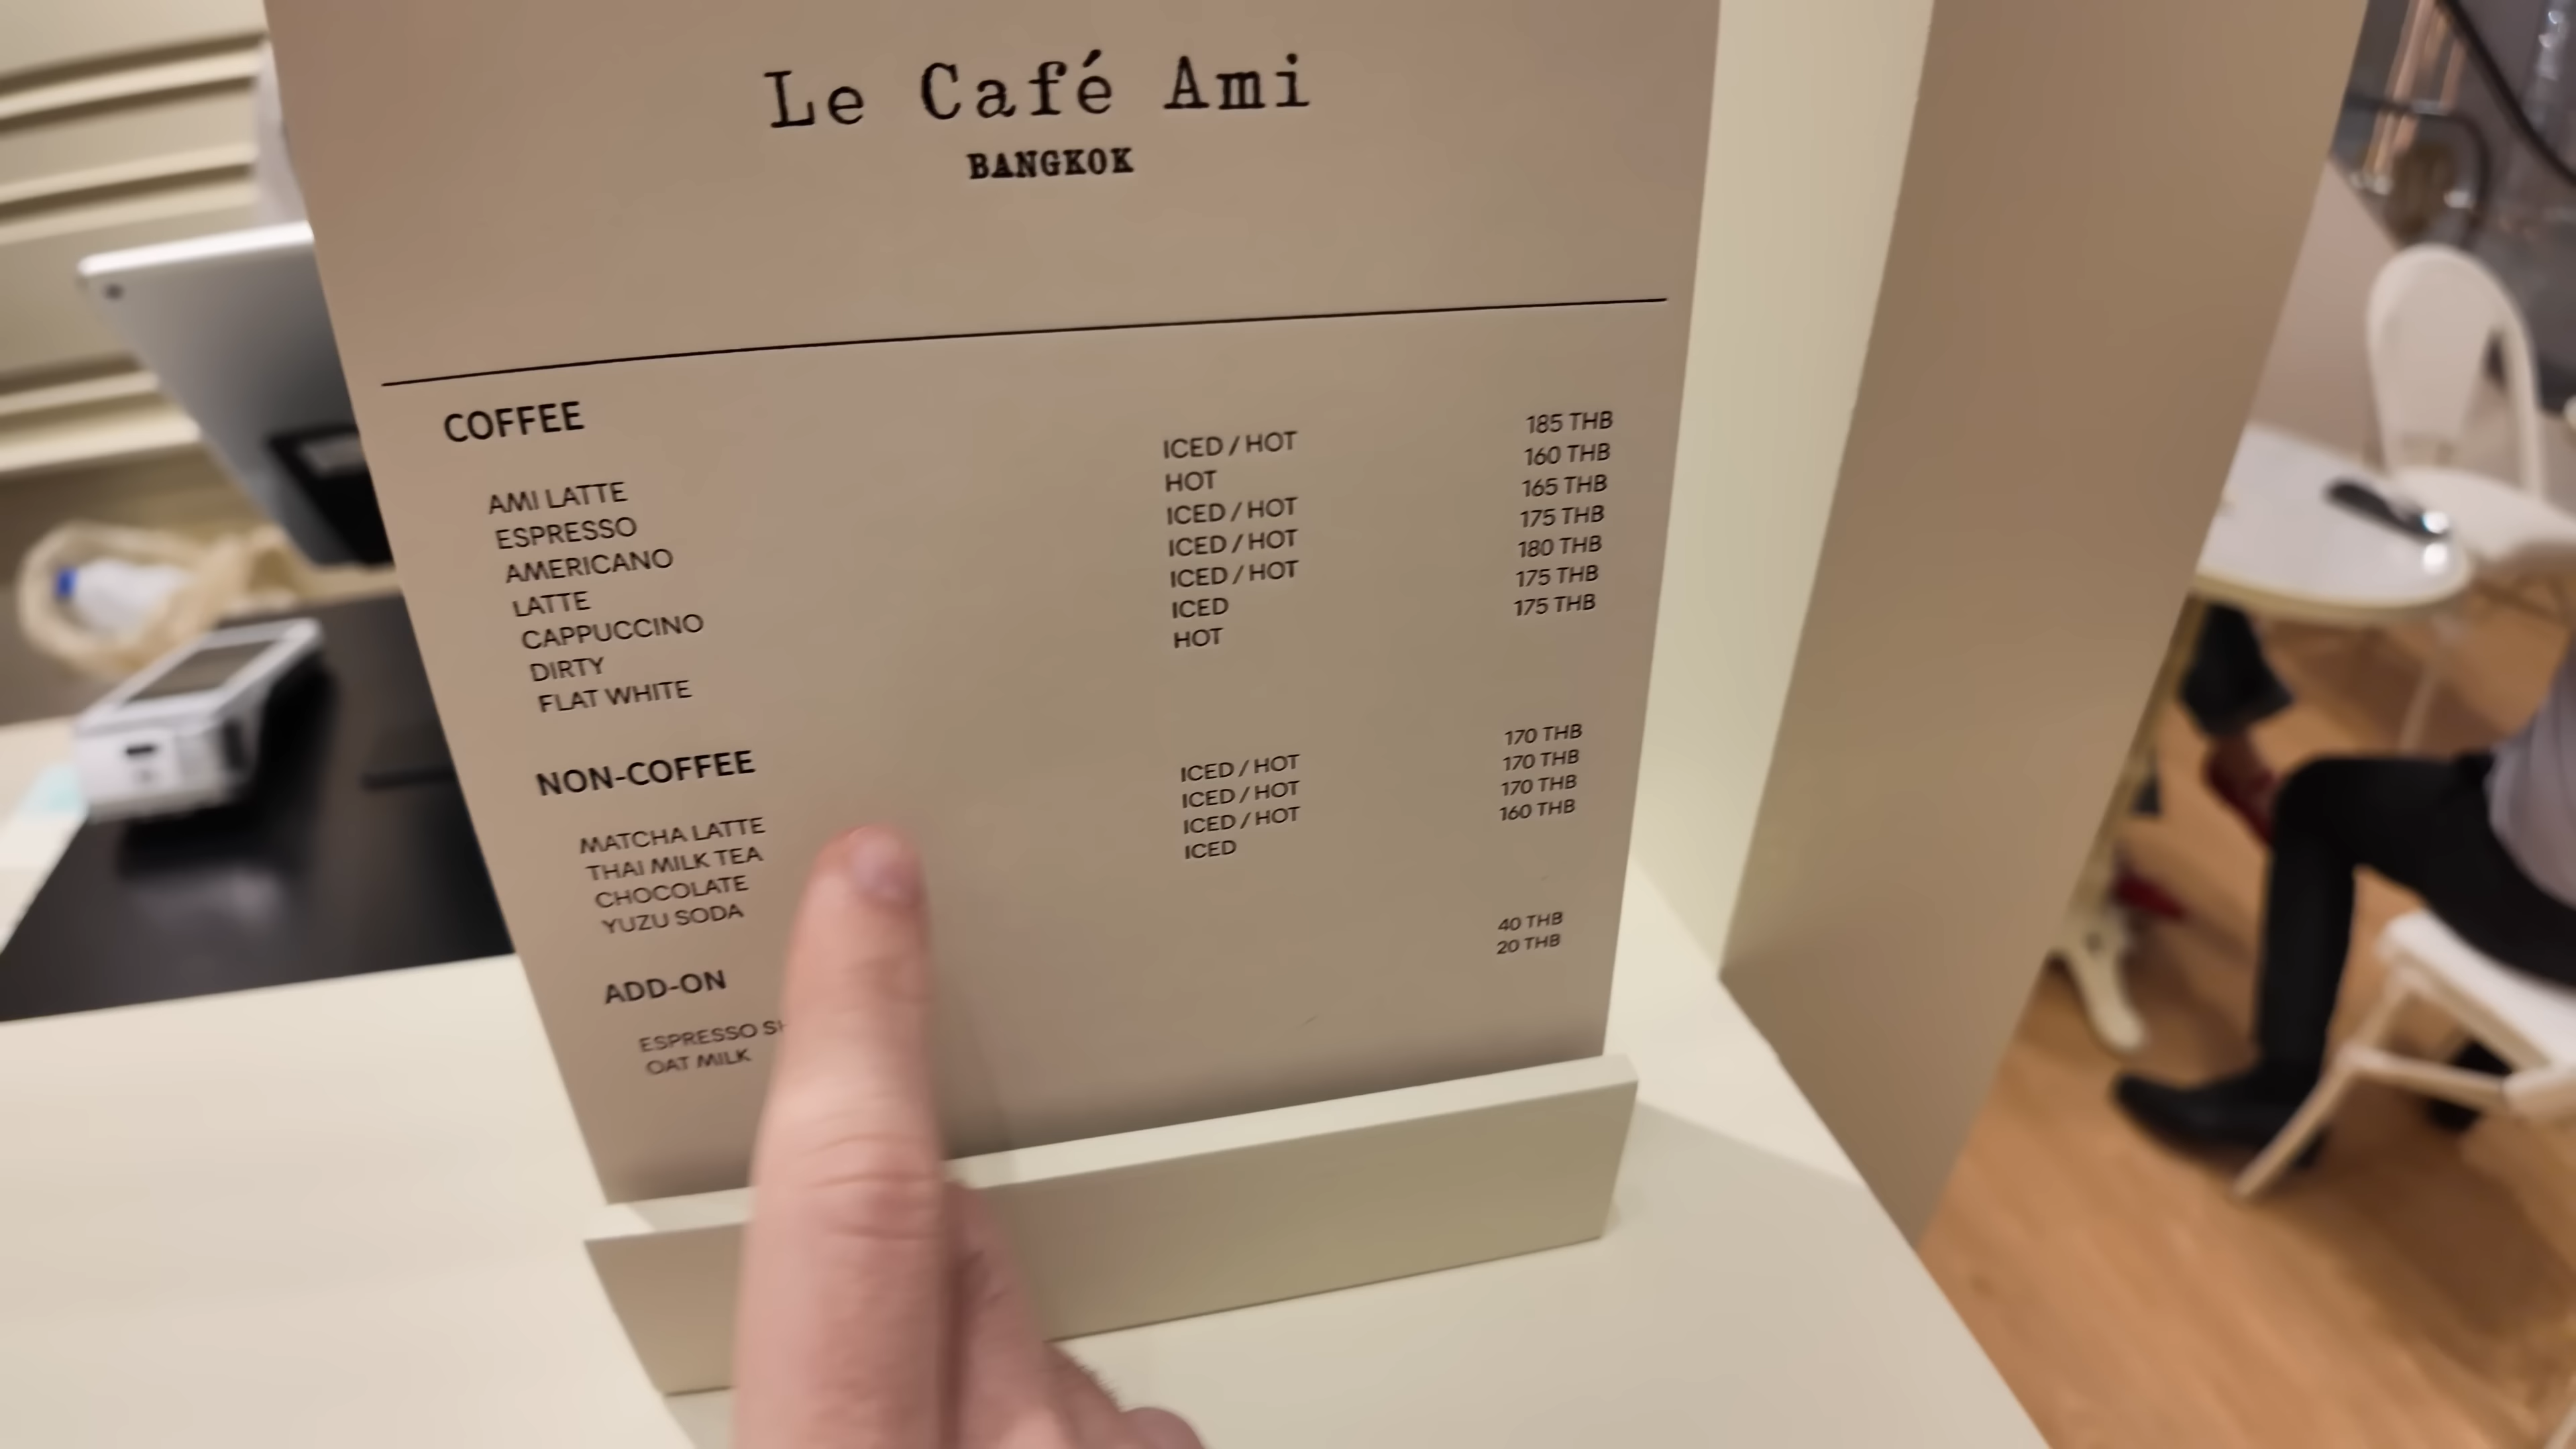 Le Café Ami
BANGKOK
COFFEE
AMI LATTE ICED / HOT 185 THB
ESPRESSO HOT 160 THB
AMERICANO ICED / HOT 165 THB
LATTE ICED / HOT 175 THB
CAPPUCCINO ICED / HOT 180 THB
DIRTY ICED 175 THB
FLAT WHITE HOT 175 THB
NON-COFFEE
MATCHA LATTE ICED / HOT 170 THB
THAI MILK TEA ICED / HOT 170 THB
CHOCOLATE ICED / HOT 170 THB
YUZU SODA ICED 160 THB
ADD-ON
ESPRESSO 40 THB
OAT MILK 20 THB